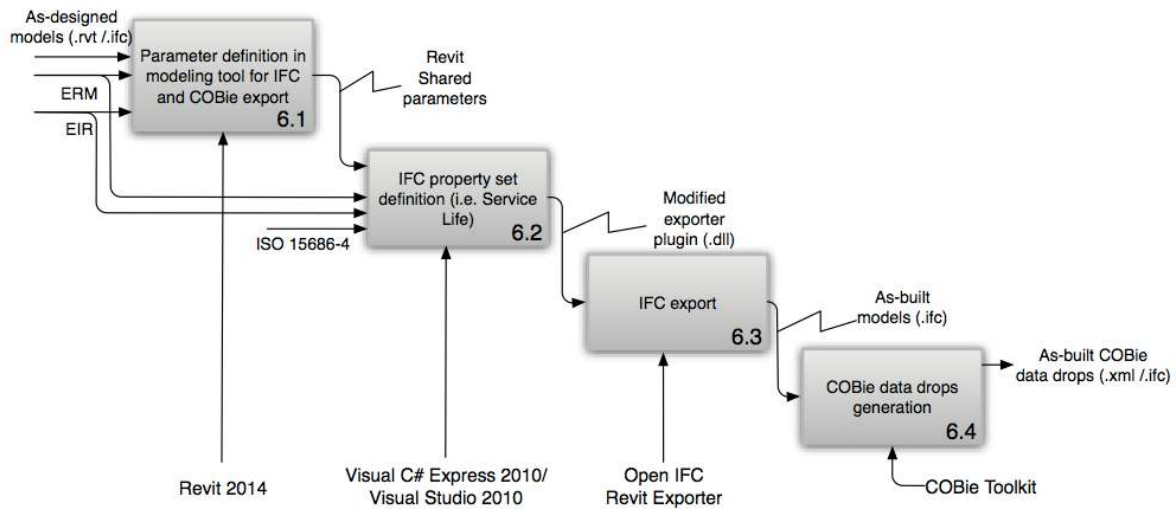 As-designed
models (.rvt /.ifc)
ERM
EIR
Parameter definition in
modeling tool for IFC
and COBie export
6.1
Revit
Shared
parameters
IFC property set
definition (i.e. Service
Life)
6.2
ISO 15686-4
Modified
exporter
plugin (.dll)
IFC export
6.3
As-built
models (.ifc)
COBie data drops
generation
6.4
As-built COBie
data drops (.xml /.ifc)
Revit 2014
Visual C# Express 2010/
Visual Studio 2010
Open IFC
Revit Exporter
COBie Toolkit